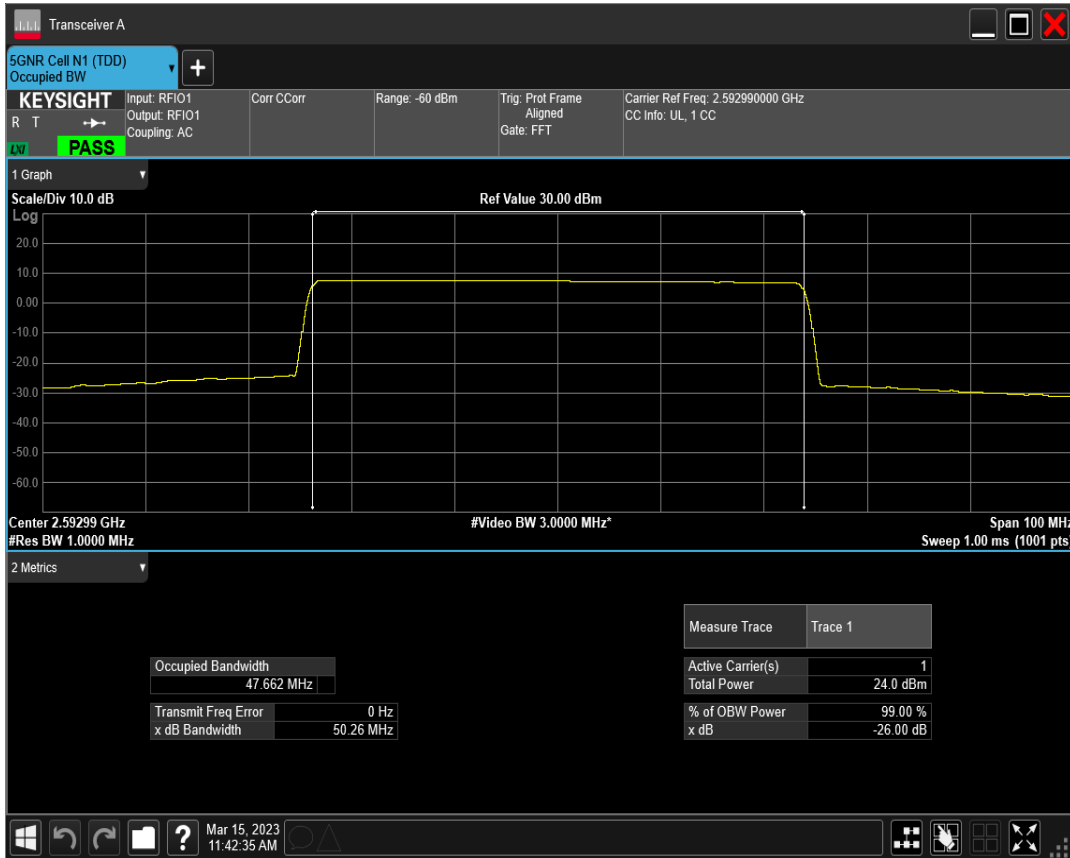 Transceiver A
5GNR Cell N1 (TDD)
Occupied BW
+
KEYSIGHT
R T
LXI
PASS
Input: RFIO1
Output: RFIO1
Coupling: AC
Corr CCorr
Range: -60 dBm
Trig: Prot Frame
Aligned
Gate: FFT
Carrier Ref Freq: 2.592990000 GHz
CC Info: UL, 1 CC
1 Graph
Scale/Div 10.0 dB
Ref Value 30.00 dBm
Log
20.0
10.0
0.00
-10.0
-20.0
-30.0
-40.0
-50.0
-60.0
Center 2.59299 GHz
#Video BW 3.0000 MHz*
Span 100 MHz
#Res BW 1.0000 MHz
Sweep 1.00 ms (1001 pts)
2 Metrics
Measure Trace Trace 1
Occupied Bandwidth
47.662 MHz
Active Carrier(s) 1
Total Power 24.0 dBm
Transmit Freq Error 0 Hz
x dB Bandwidth 50.26 MHz
% of OBW Power 99.00 %
x dB -26.00 dB
?
Mar 15, 2023
11:42:35 AM